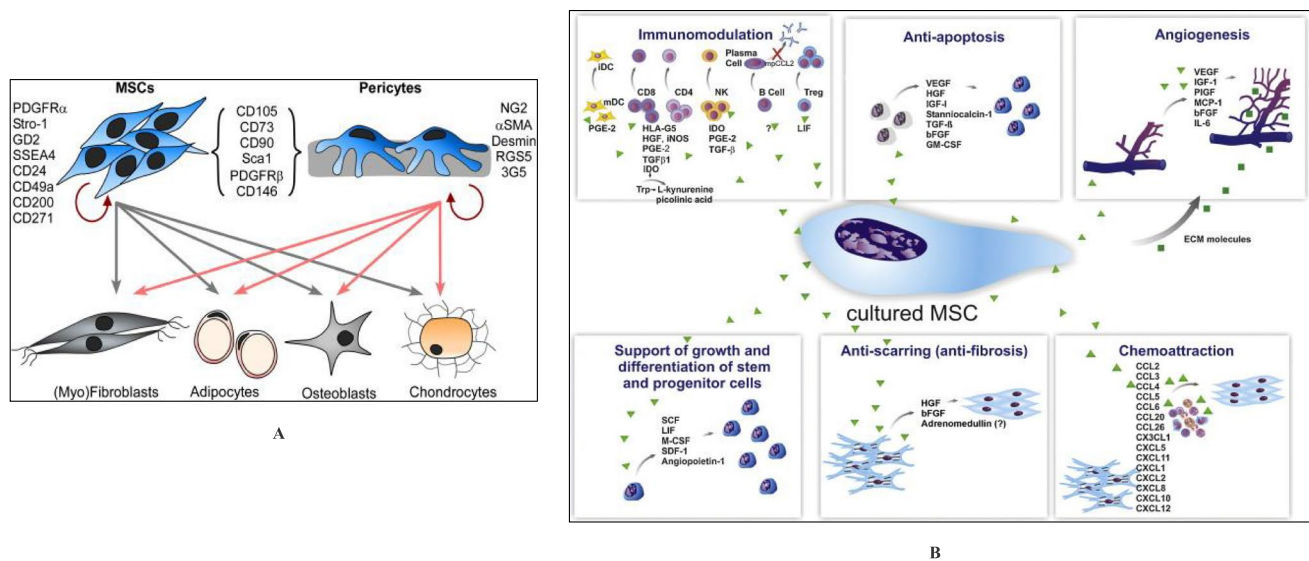 MSCs
Pericytes
PDGFRα
Stro-1
GD2
SSEA4
CD24
CD49a
CD200
CD271
CD105
CD73
CD90
Sca1
PDGFRβ
CD146
NG2
αSMA
Desmin
RGS5
3G5
(Myo)Fibroblasts
Adipocytes
Osteoblasts
Chondrocytes
A
Immunomodulation
iDC
mDC
PGE-2
CD8
CD4
HLA-G5
HGF, iNOS
PGE-2
TGFβ1
IDO
Trp→L-kynurenine
picolinic acid
NK
IDO
PGE-2
TGF-β
Plasma
Cell
mpCCL2
B Cell
?
Treg
LIF
Anti-apoptosis
VEGF
HGF
IGF-I
Stanniocalcin-1
TGF-ß
bFGF
GM-CSF
Angiogenesis
VEGF
IGF-1
PIGF
MCP-1
bFGF
IL-6
ECM molecules
cultured MSC
Support of growth and
differentiation of stem
and progenitor cells
SCF
LIF
M-CSF
SDF-1
Angiopoietin-1
Anti-scarring (anti-fibrosis)
HGF
bFGF
Adrenomedullin (?)
Chemoattraction
CCL2
CCL3
CCL4
CCL5
CCL6
CCL20
CCL26
CX3CL1
CXCL5
CXCL11
CXCL1
CXCL2
CXCL8
CXCL10
CXCL12
B